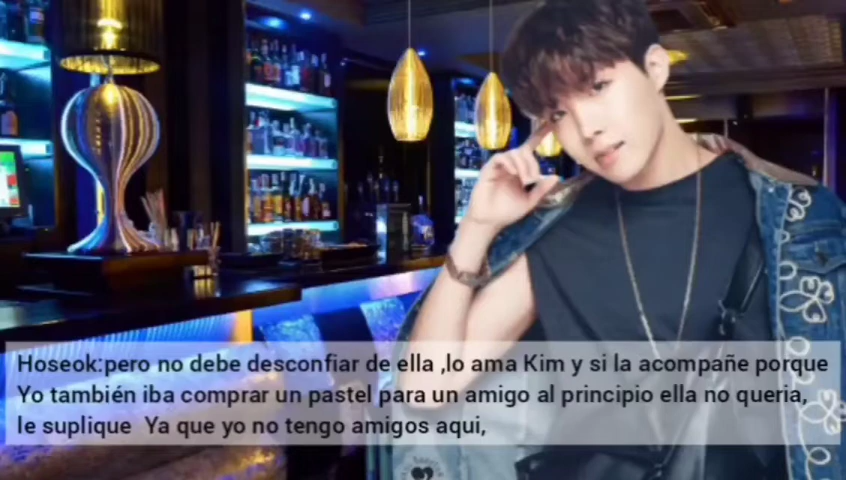 Hoseok:pero no debe desconfiar de ella ,lo ama Kim y si la acompañe porque
Yo también iba comprar un pastel para un amigo al principio ella no queria,
le suplique Ya que yo no tengo amigos aqui,